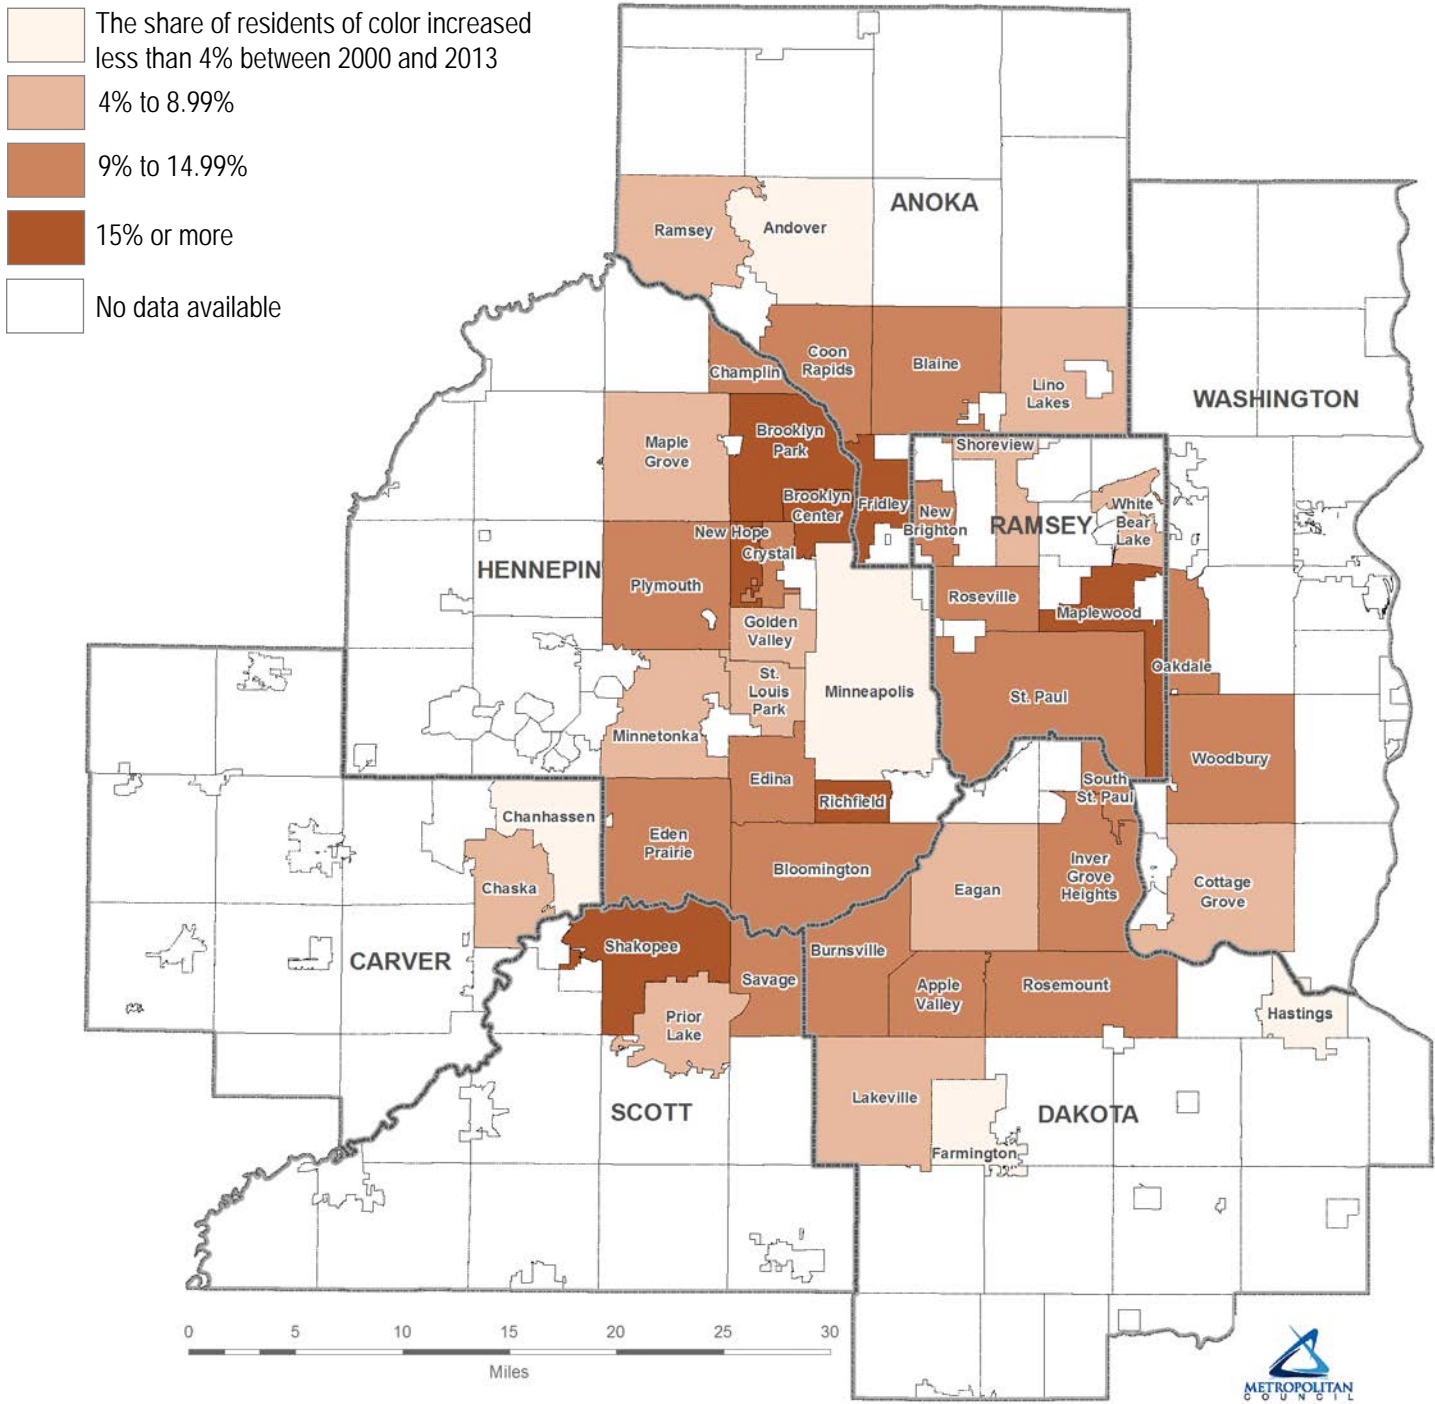 The share of residents of color increased
less than 4% between 2000 and 2013
4% to 8.99%
9% to 14.99%
15% or more
No data available
ANOKA
Ramsey
Andover
Coon
Rapids
Blaine
Champlin
Lino
Lakes
WASHINGTON
Maple
Grove
Brooklyn
Park
Shoreview
Brooklyn
Center
Fridley
New
Brighton
RAMSEY
White
Bear
Lake
New Hope
Crystal
HENNEPIN
Plymouth
Roseville
Maplewood
Golden
Valley
Oakdale
St.
Louis
Park
Minneapolis
St. Paul
Minnetonka
Woodbury
Edina
South
St. Paul
Richfield
Chanhassen
Eden
Prairie
Bloomington
Inver
Grove
Heights
Chaska
Eagan
Cottage
Grove
CARVER
Shakopee
Burnsville
Savage
Apple
Valley
Rosemount
Prior
Lake
Hastings
SCOTT
Lakeville
DAKOTA
Farmington
0 5 10 15 20 25 30
Miles
METROPOLITAN
COUNCIL